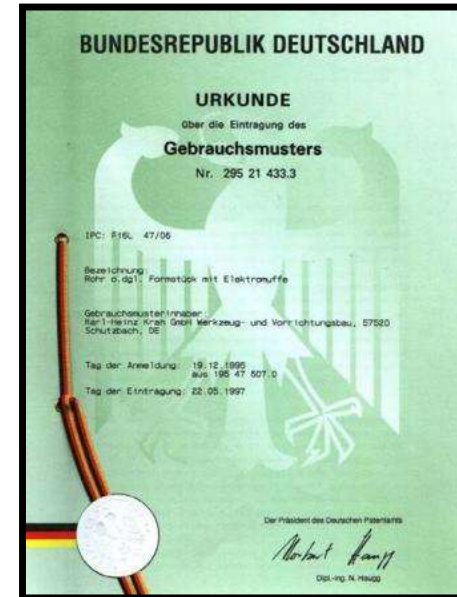 BUNDESREPUBLIK DEUTSCHLAND
URKUNDE
über die Eintragung des
Gebrauchsmusters
Nr. 295 21 433.3
IPC: F16L 47/06
Bezeichnung:
Rohr o.dgl. Formstück mit Elektromuffe
Gebrauchsmusterinhaber:
Karl-Heinz Krah GmbH Werkzeug- und Vorrichtungsbau, 57520
Schutzbach, DE
Tag der Anmeldung: 19.12.1995
aus 195 47 507.0
Tag der Eintragung: 22.05.1997
Der Präsident des Deutschen Patentamts
Norbert Haugg
Dipl.-Ing. N. Haugg